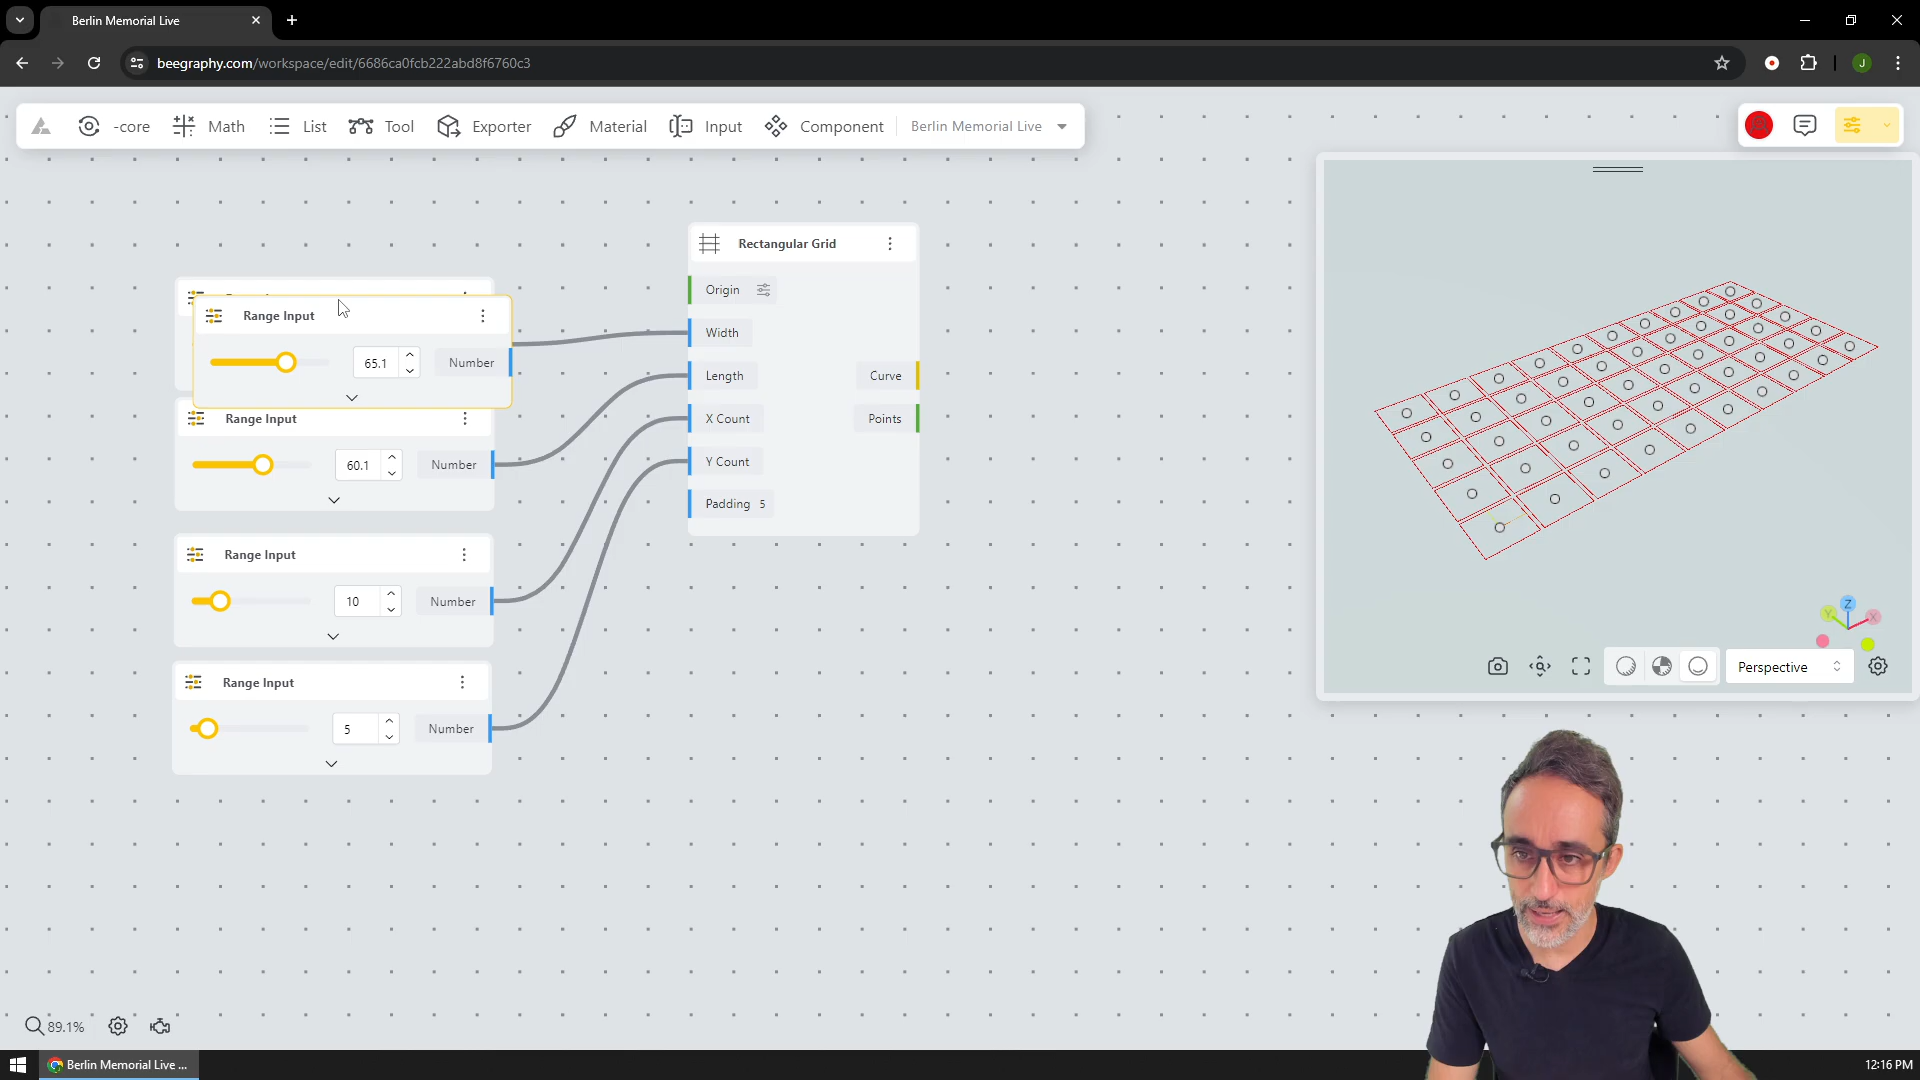 Berlin Memorial Live
beegraphy.com/workspace/edit/6686ca0fcb222abd8f6760c3
J
-core
Math
List
Tool
Exporter
Material
Input
Component
Berlin Memorial Live
Rectangular Grid
Origin
Width
Length
X Count
Y Count
Padding 5
Curve
Points
Range Input
65.1
Number
Range Input
60.1
Number
Range Input
10
Number
Range Input
5
Number
Z
Y
X
Perspective
89.1%
Berlin Memorial Live ...
12:16 PM